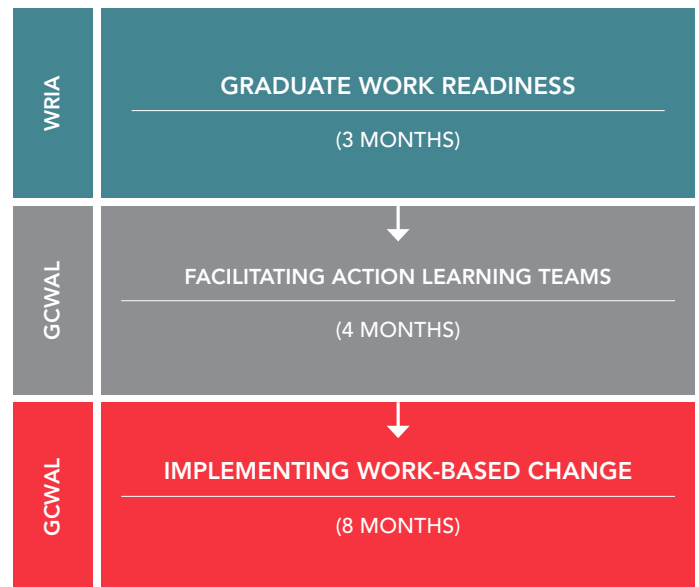 WRIA
GRADUATE WORK READINESS
(3 MONTHS)
GCWAL
FACILITATING ACTION LEARNING TEAMS
(4 MONTHS)
GCWAL
IMPLEMENTING WORK-BASED CHANGE
(8 MONTHS)